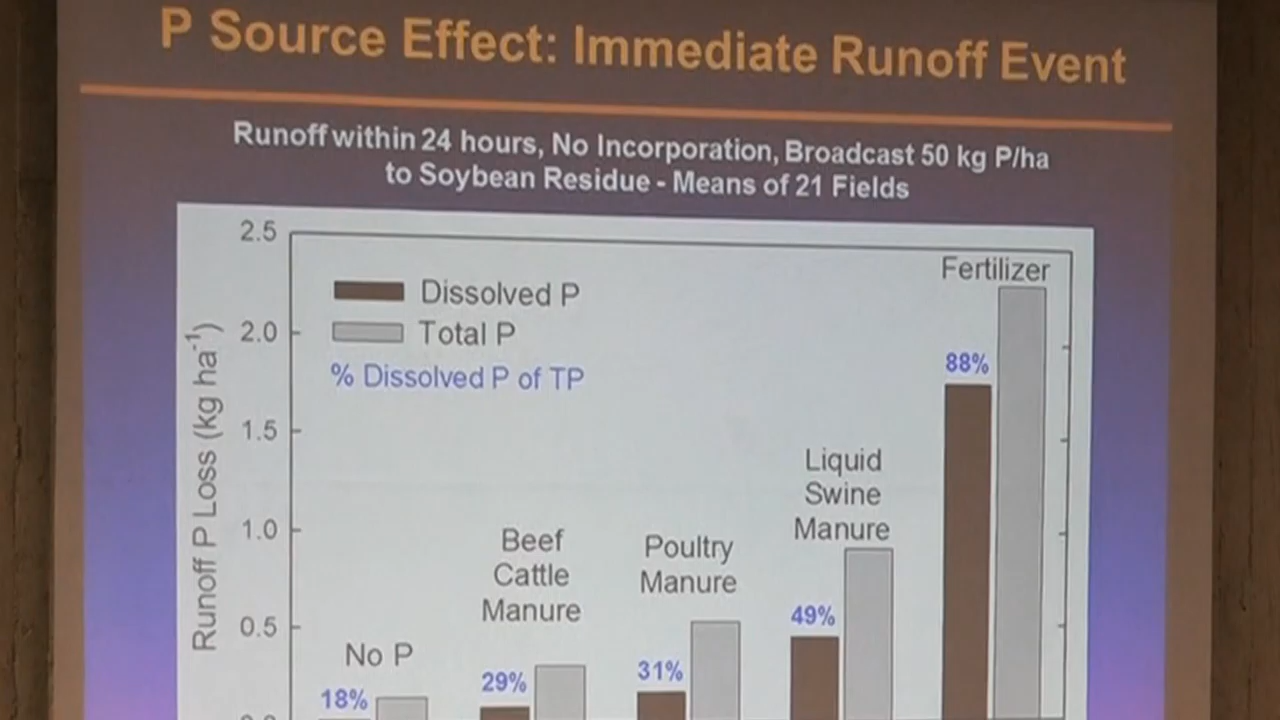 P Source Effect: Immediate Runoff Event
Runoff within 24 hours, No Incorporation, Broadcast 50 kg P/ha
to Soybean Residue - Means of 21 Fields
2.5
2.0
1.5
1.0
0.5
Runoff P Loss (kg ha⁻¹)
Dissolved P
Total P
% Dissolved P of TP
No P
18%
Beef
Cattle
Manure
29%
Poultry
Manure
31%
Liquid
Swine
Manure
49%
Fertilizer
88%